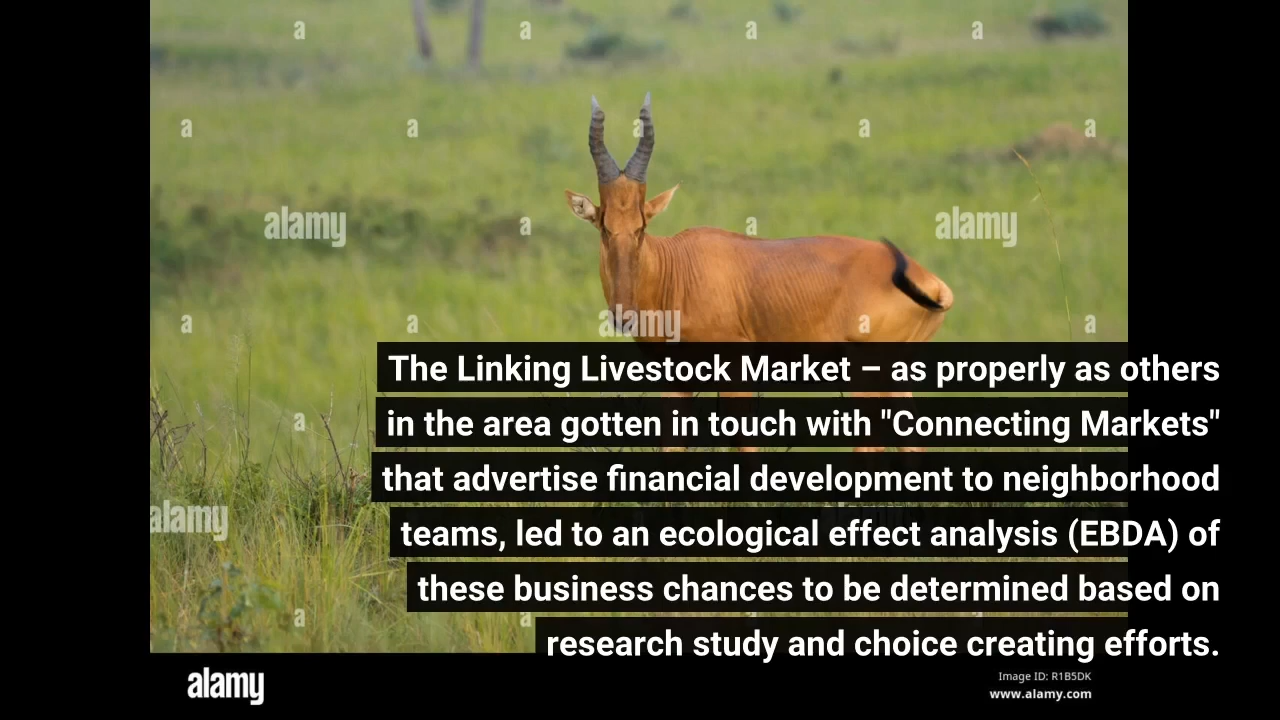 a a a a
a a a a
alamy a a alamy
a a alamy a a
The Linking Livestock Market – as properly as others
in the area gotten in touch with "Connecting Markets"
a
that advertise financial development to neighborhood
alamy
teams, led to an ecological effect analysis (EBDA) of
these business chances to be determined based on
a
research study and choice creating efforts.
alamy
Image ID: R1B5DK
www.alamy.com